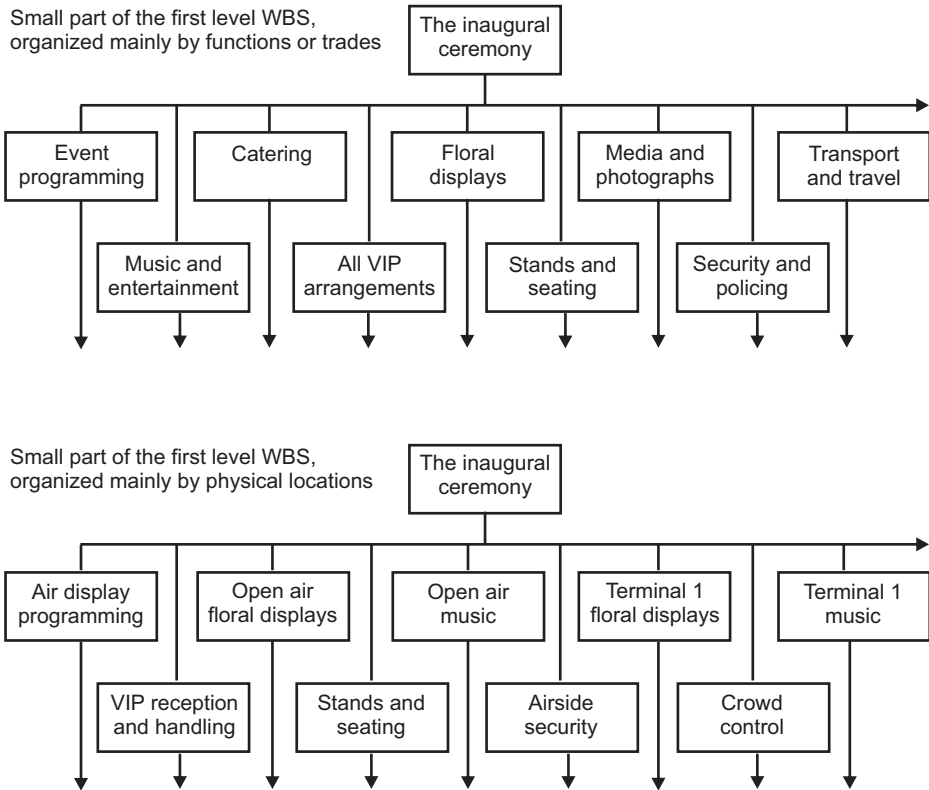 Small part of the first level WBS,
organized mainly by functions or trades
The inaugural
ceremony
Event
programming
Catering
Floral
displays
Media and
photographs
Transport
and travel
Music and
entertainment
All VIP
arrangements
Stands and
seating
Security and
policing
Small part of the first level WBS,
organized mainly by physical locations
The inaugural
ceremony
Air display
programming
Open air
floral displays
Open air
music
Terminal 1
floral displays
Terminal 1
music
VIP reception
and handling
Stands and
seating
Airside
security
Crowd
control